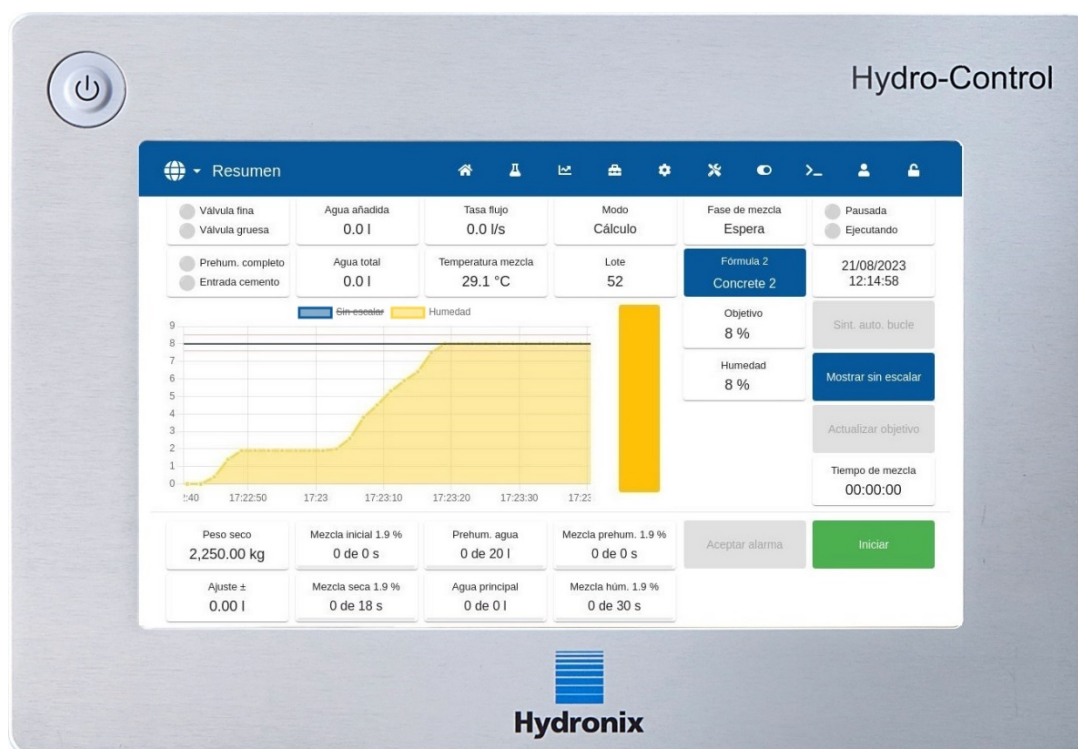 Hydro-Control
Resumen
Válvula fina
Válvula gruesa
Agua añadida
0.0 l
Tasa flujo
0.0 l/s
Modo
Cálculo
Fase de mezcla
Espera
Pausada
Ejecutando
Prehum. completo
Entrada cemento
Agua total
0.0 l
Temperatura mezcla
29.1 °C
Lote
52
Fórmula 2
Concrete 2
21/08/2023
12:14:58
Sin escalar Humedad
9
8
7
6
5
4
3
2
1
0
:40 17:22:50 17:23 17:23:10 17:23:20 17:23:30 17:23
Objetivo
8 %
Humedad
8 %
Sint. auto. bucle
Mostrar sin escalar
Actualizar objetivo
Tiempo de mezcla
00:00:00
Peso seco
2,250.00 kg
Mezcla inicial 1.9 %
0 de 0 s
Prehum. agua
0 de 20 l
Mezcla prehum. 1.9 %
0 de 0 s
Aceptar alarma
Iniciar
Ajuste ±
0.00 l
Mezcla seca 1.9 %
0 de 18 s
Agua principal
0 de 0 l
Mezcla húm. 1.9 %
0 de 30 s
Hydronix